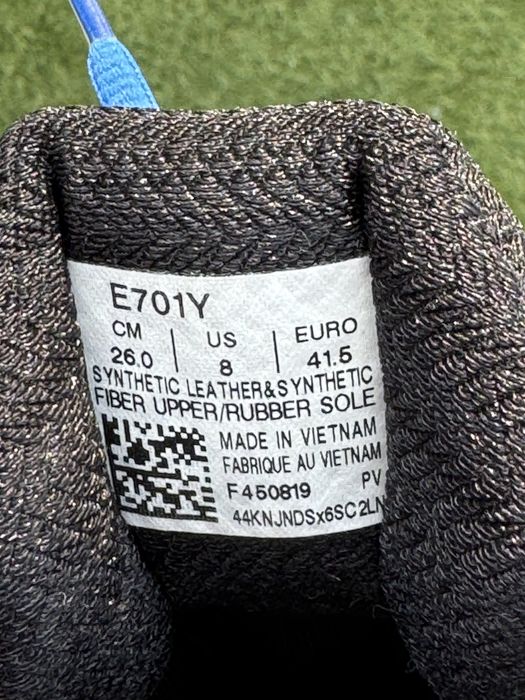 E701Y
CM | US | EURO
26.0 | 8 | 41.5
SYNTHETIC LEATHER&SYNTHETIC
FIBER UPPER/RUBBER SOLE
MADE IN VIETNAM
FABRIQUE AU VIETNAM
F450819 PV
44KNJNDSx6SC2LN